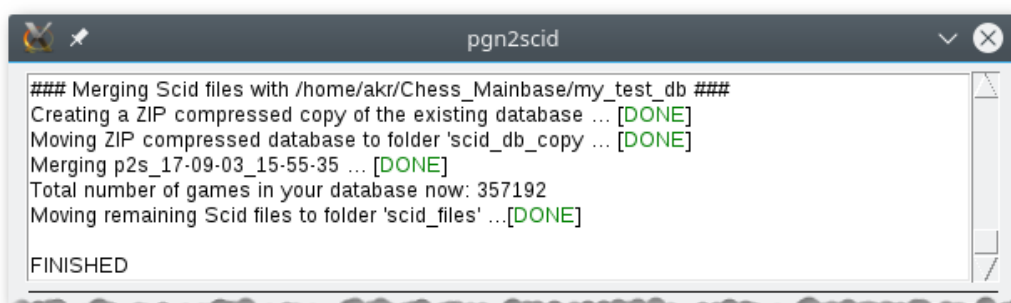 pgn2scid
### Merging Scid files with /home/akr/Chess_Mainbase/my_test_db ###
Creating a ZIP compressed copy of the existing database ... [DONE]
Moving ZIP compressed database to folder 'scid_db_copy ... [DONE]
Merging p2s_17-09-03_15-55-35 ... [DONE]
Total number of games in your database now: 357192
Moving remaining Scid files to folder 'scid_files' ...[DONE]
FINISHED